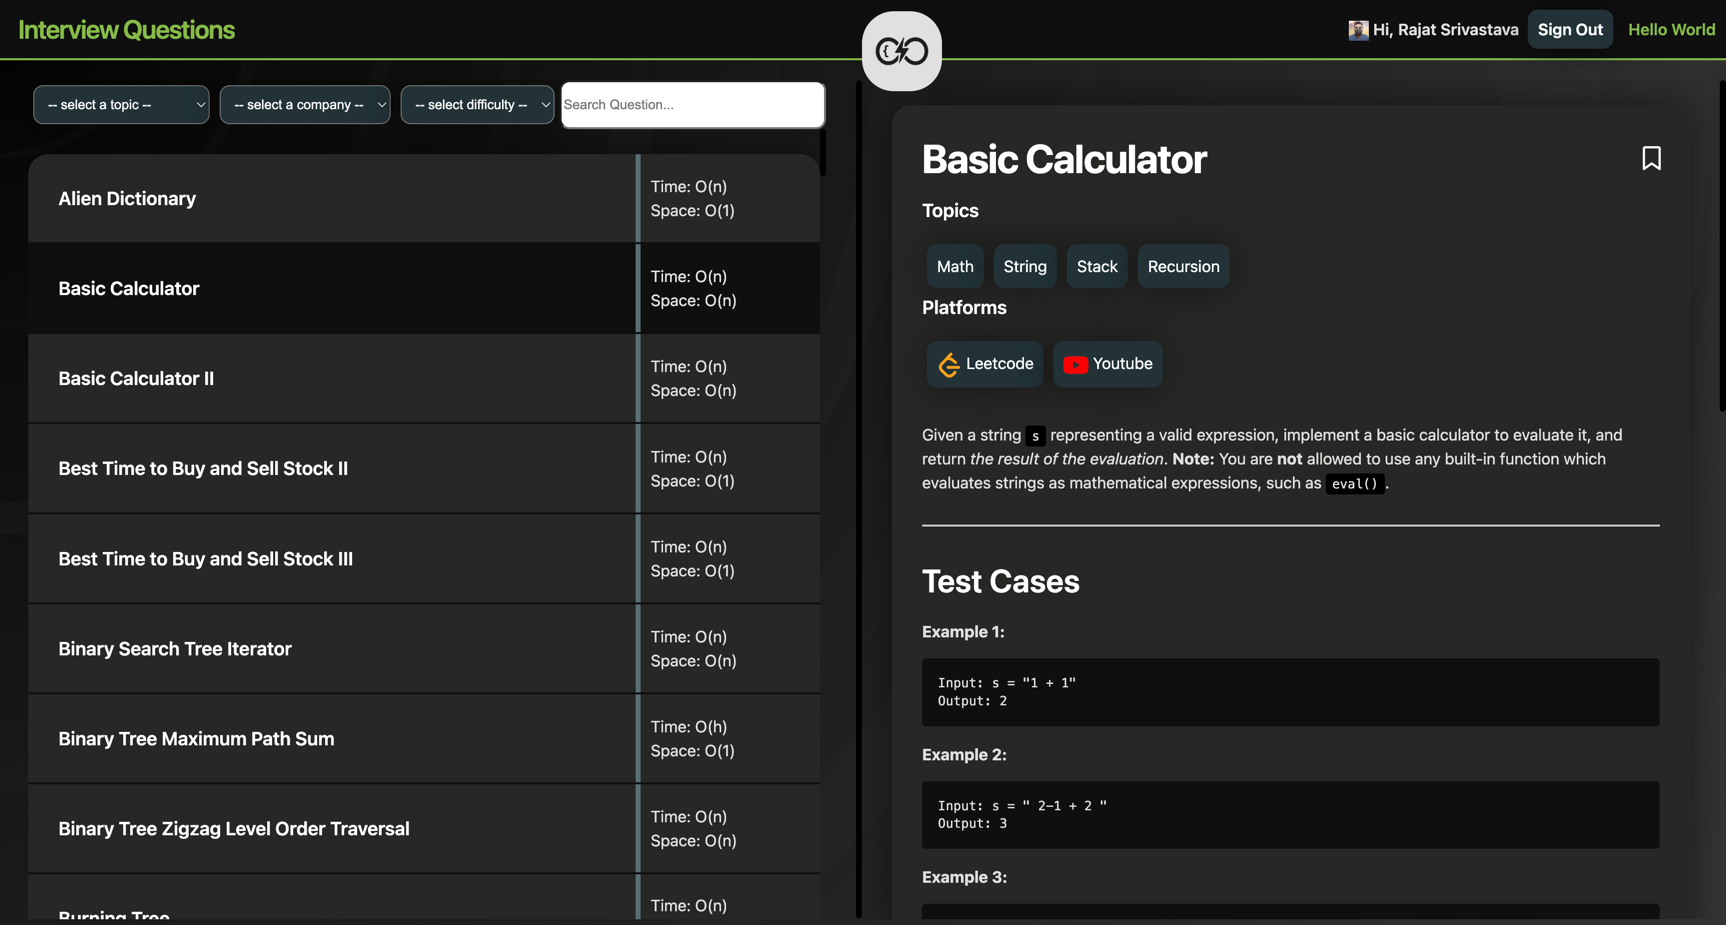 Interview Questions
Hi, Rajat Srivastava
Sign Out
Hello World
-- select a topic --
-- select a company --
-- select difficulty --
Search Question...
Alien Dictionary
Time: O(n)
Space: O(1)
Basic Calculator
Time: O(n)
Space: O(n)
Basic Calculator II
Time: O(n)
Space: O(n)
Best Time to Buy and Sell Stock II
Time: O(n)
Space: O(1)
Best Time to Buy and Sell Stock III
Time: O(n)
Space: O(1)
Binary Search Tree Iterator
Time: O(n)
Space: O(n)
Binary Tree Maximum Path Sum
Time: O(h)
Space: O(1)
Binary Tree Zigzag Level Order Traversal
Time: O(n)
Space: O(n)
Burning Tree
Time: O(n)
Basic Calculator
Topics
Math
String
Stack
Recursion
Platforms
Leetcode
Youtube
Given a string s representing a valid expression, implement a basic calculator to evaluate it, and
return the result of the evaluation. Note: You are not allowed to use any built-in function which
evaluates strings as mathematical expressions, such as eval().
Test Cases
Example 1:
Input: s = "1 + 1"
Output: 2
Example 2:
Input: s = " 2-1 + 2 "
Output: 3
Example 3: